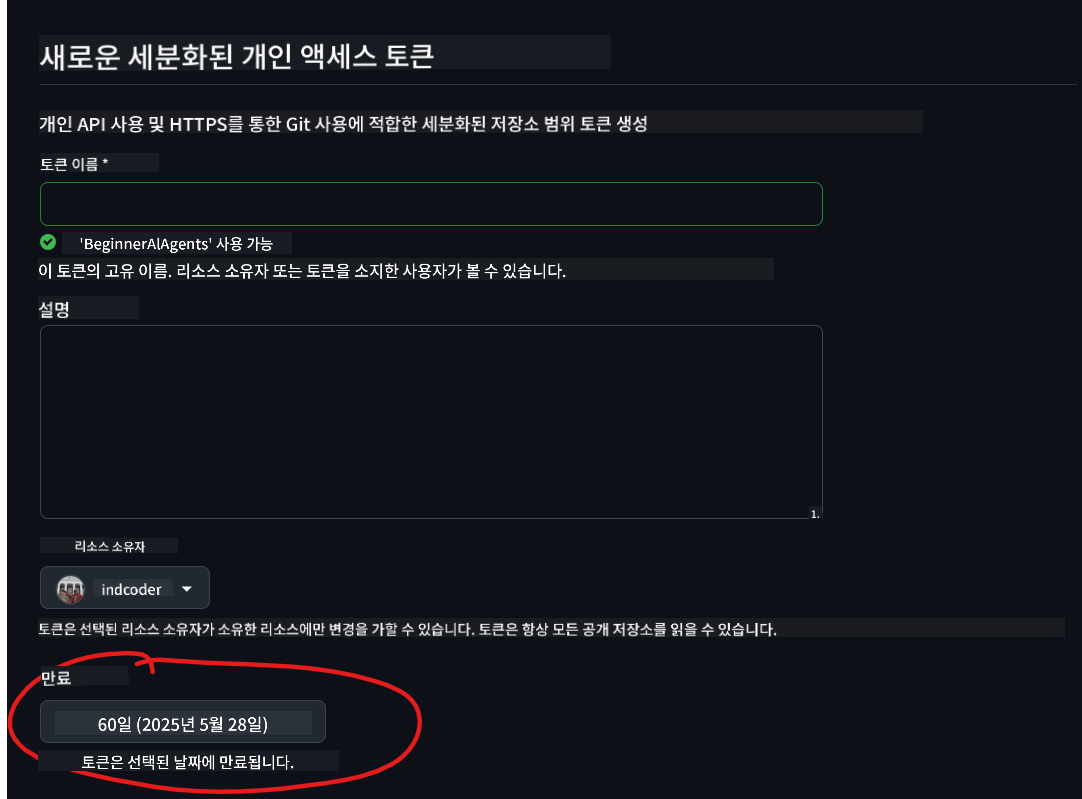 새로운 세분화된 개인 액세스 토큰
개인 API 사용 및 HTTPS를 통한 Git 사용에 적합한 세분화된 저장소 범위 토큰 생성
토큰 이름 *
'BeginnerAIAgents' 사용 가능
이 토큰의 고유 이름. 리소스 소유자 또는 토큰을 소지한 사용자가 볼 수 있습니다.
설명
1.
리소스 소유자
indcoder
토큰은 선택된 리소스 소유자가 소유한 리소스에만 변경을 가할 수 있습니다. 토큰은 항상 모든 공개 저장소를 읽을 수 있습니다.
만료
60일 (2025년 5월 28일)
토큰은 선택된 날짜에 만료됩니다.